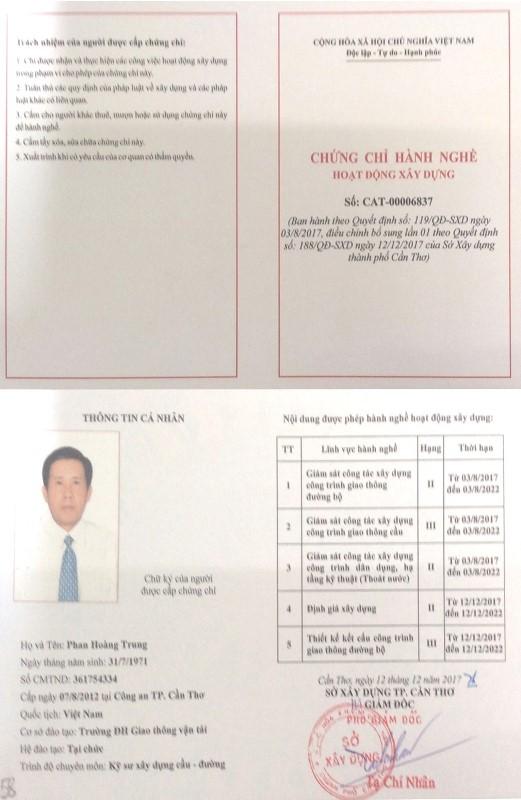 Trách nhiệm của người được cấp chứng chỉ:
1. Chỉ được nhận và thực hiện các công việc hoạt động xây dựng
trong phạm vi cho phép của chứng chỉ này.
2. Tuân thủ các quy định của pháp luật về xây dựng và các pháp
luật khác có liên quan.
3. Cấm cho người khác thuê, mượn hoặc sử dụng chứng chỉ này
để hành nghề.
4. Cấm tẩy xóa, sửa chữa chứng chỉ này.
5. Xuất trình khi có yêu cầu của cơ quan có thẩm quyền.
CỘNG HÒA XÃ HỘI CHỦ NGHĨA VIỆT NAM
Độc lập - Tự do - Hạnh phúc
CHỨNG CHỈ HÀNH NGHỀ
HOẠT ĐỘNG XÂY DỰNG
Số: CAT-00006837
(Ban hành theo Quyết định số: 119/QĐ-SXD ngày
03/8/2017, điều chỉnh bổ sung lần 01 theo Quyết định
số: 188/QĐ-SXD ngày 12/12/2017 của Sở Xây dựng
thành phố Cần Thơ)
THÔNG TIN CÁ NHÂN
Chữ ký của người
được cấp chứng chỉ
Họ và Tên: Phan Hoàng Trung
Ngày tháng năm sinh: 31/7/1971
Số CMTND: 361754334
Cấp ngày 07/8/2012 tại Công an TP. Cần Thơ
Quốc tịch: Việt Nam
Cơ sở đào tạo: Trường ĐH Giao thông vận tải
Hệ đào tạo: Tại chức
Trình độ chuyên môn: Kỹ sư xây dựng cầu - đường
58
Nội dung được phép hành nghề hoạt động xây dựng:
TT Lĩnh vực hành nghề Hạng Thời hạn
1 Giám sát công tác xây dựng công trình giao thông đường bộ II Từ 03/8/2017 đến 03/8/2022
2 Giám sát công tác xây dựng công trình giao thông cầu III Từ 03/8/2017 đến 03/8/2022
3 Giám sát công tác xây dựng công trình dân dụng, hạ tầng kỹ thuật (Thoát nước) II Từ 03/8/2017 đến 03/8/2022
4 Định giá xây dựng II Từ 12/12/2017 đến 12/12/2022
5 Thiết kế kết cấu công trình giao thông đường bộ III Từ 12/12/2017 đến 12/12/2022
Cần Thơ, ngày 12 tháng 12 năm 2017
SỞ XÂY DỰNG TP. CẦN THƠ
GIÁM ĐỐC
PHÓ GIÁM ĐỐC
SỞ
XÂY DỰNG
Tạ Chí Nhân